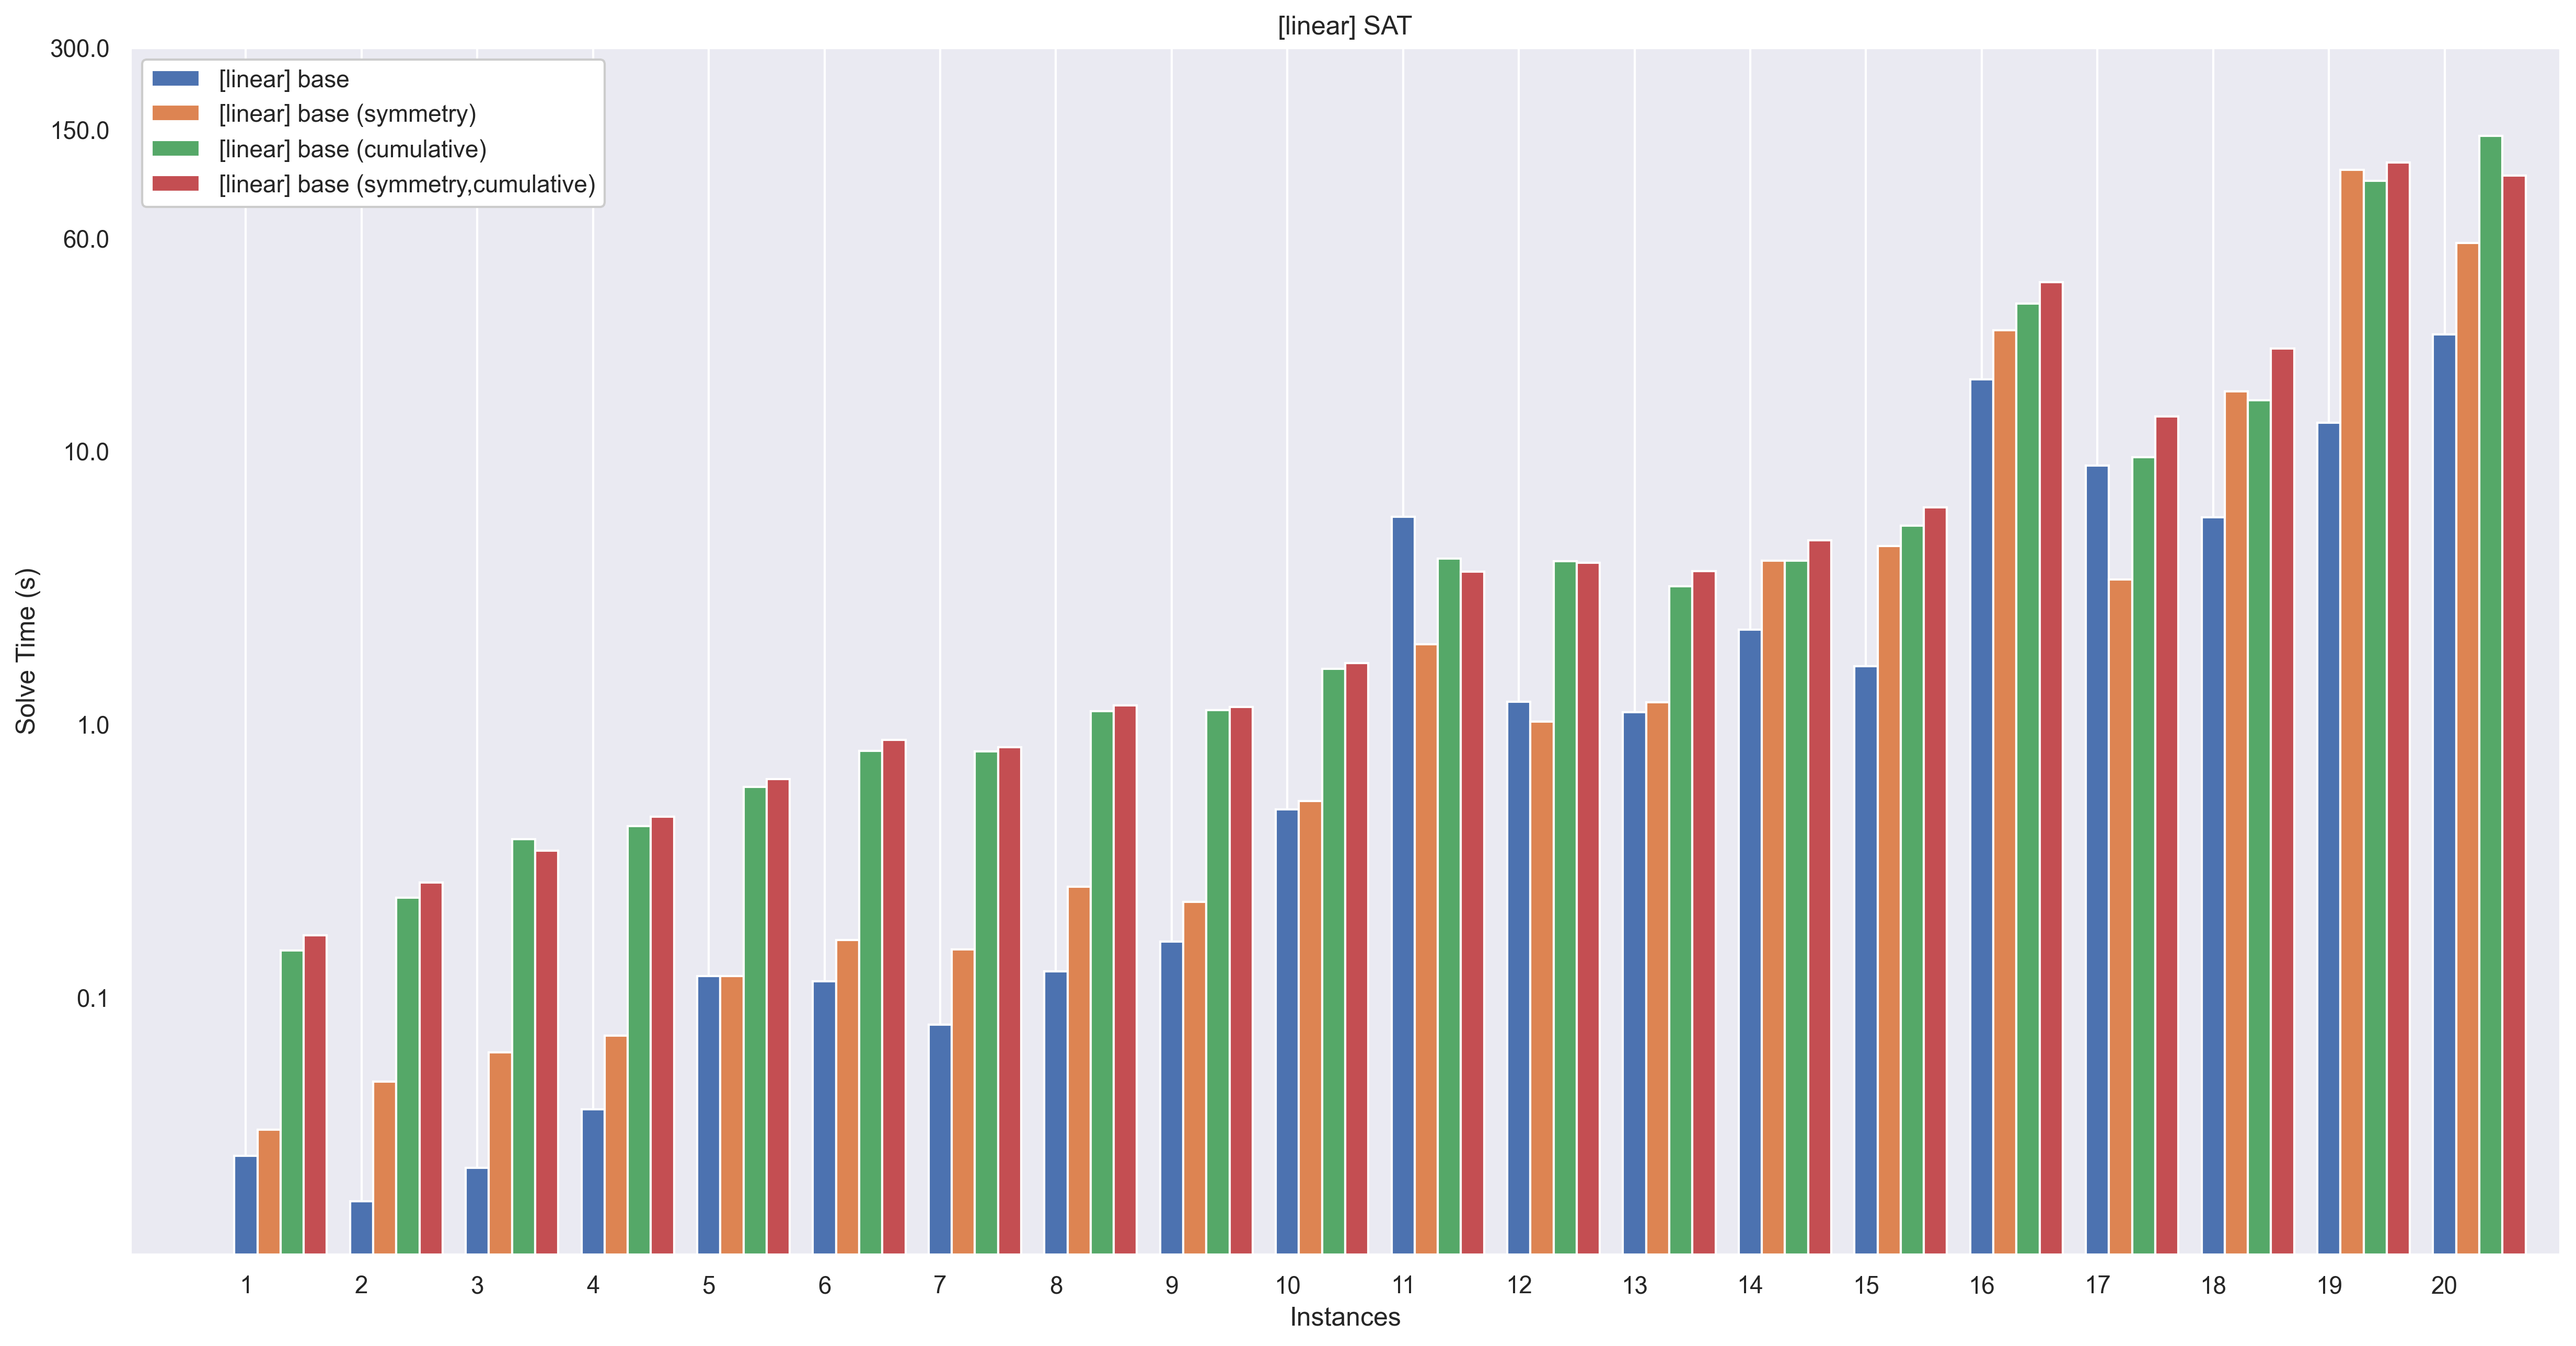 [linear] SAT
300.0
150.0
60.0
10.0
1.0
0.1
Solve Time (s)
[linear] base
[linear] base (symmetry)
[linear] base (cumulative)
[linear] base (symmetry,cumulative)
1 2 3 4 5 6 7 8 9 10 11 12 13 14 15 16 17 18 19 20
Instances